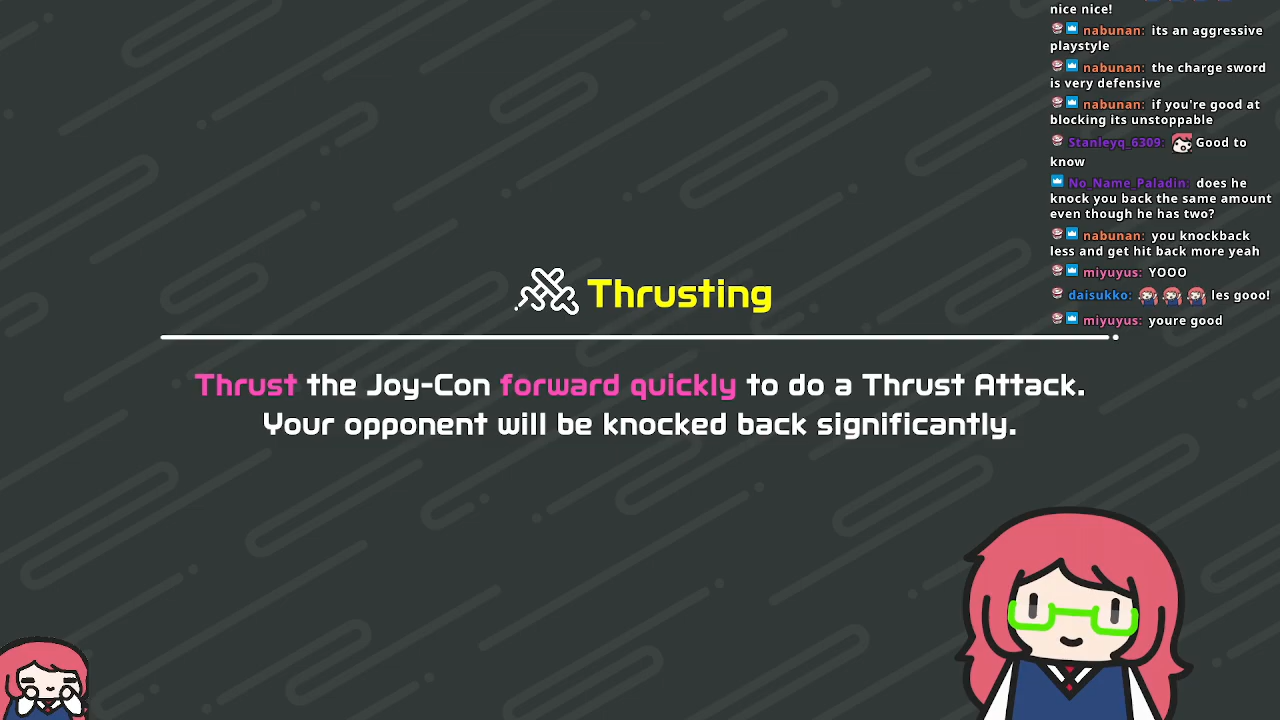 Thrusting
Thrust the Joy-Con forward quickly to do a Thrust Attack.
Your opponent will be knocked back significantly.
nice nice!
nabunan: its an aggressive
playstyle
nabunan: the charge sword
is very defensive
nabunan: if you're good at
blocking its unstoppable
Stanleyq_6309: Good to
know
No_Name_Paladin: does he
knock you back the same amount
even though he has two?
nabunan: you knockback
less and get hit back more yeah
miyuyus: YOOO
daisukko: les gooo!
miyuyus: youre good